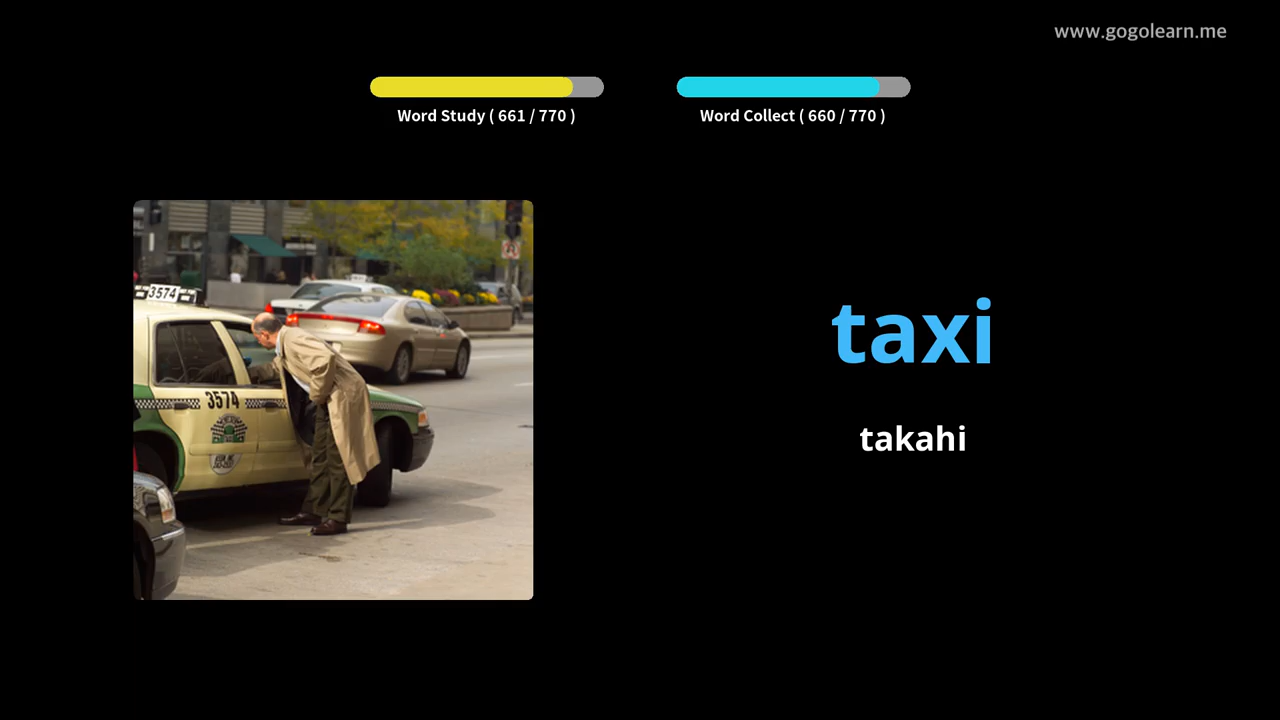 www.gogolearn.me
Word Study ( 661 / 770 )
Word Collect ( 660 / 770 )
3574
3574
taxi
takahi